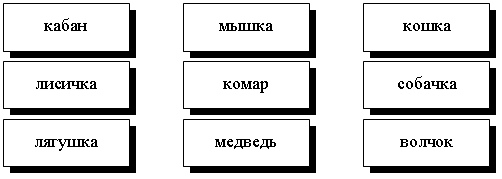 кабан мышка кошка
лисичка комар собачка
лягушка медведь волчок